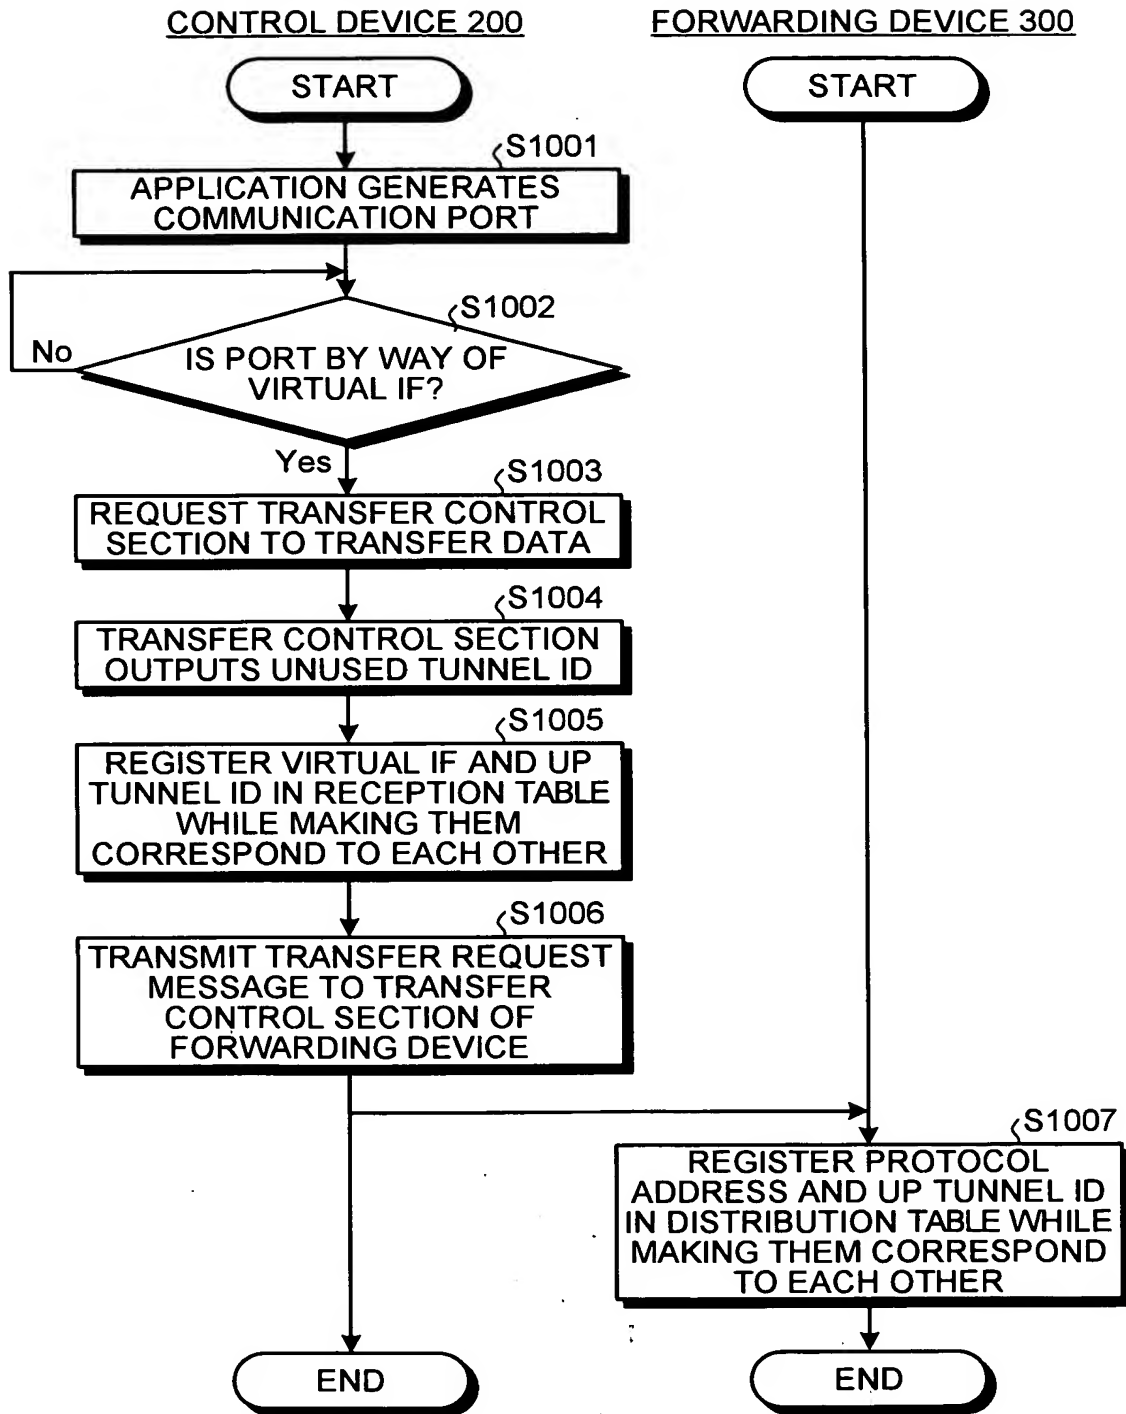 CONTROL DEVICE 200
FORWARDING DEVICE 300
START
START
S1001
APPLICATION GENERATES
COMMUNICATION PORT
S1002
IS PORT BY WAY OF
VIRTUAL IF?
No
Yes
S1003
REQUEST TRANSFER CONTROL
SECTION TO TRANSFER DATA
S1004
TRANSFER CONTROL SECTION
OUTPUTS UNUSED TUNNEL ID
S1005
REGISTER VIRTUAL IF AND UP
TUNNEL ID IN RECEPTION TABLE
WHILE MAKING THEM
CORRESPOND TO EACH OTHER
S1006
TRANSMIT TRANSFER REQUEST
MESSAGE TO TRANSFER
CONTROL SECTION OF
FORWARDING DEVICE
S1007
REGISTER PROTOCOL
ADDRESS AND UP TUNNEL ID
IN DISTRIBUTION TABLE WHILE
MAKING THEM CORRESPOND
TO EACH OTHER
END
END